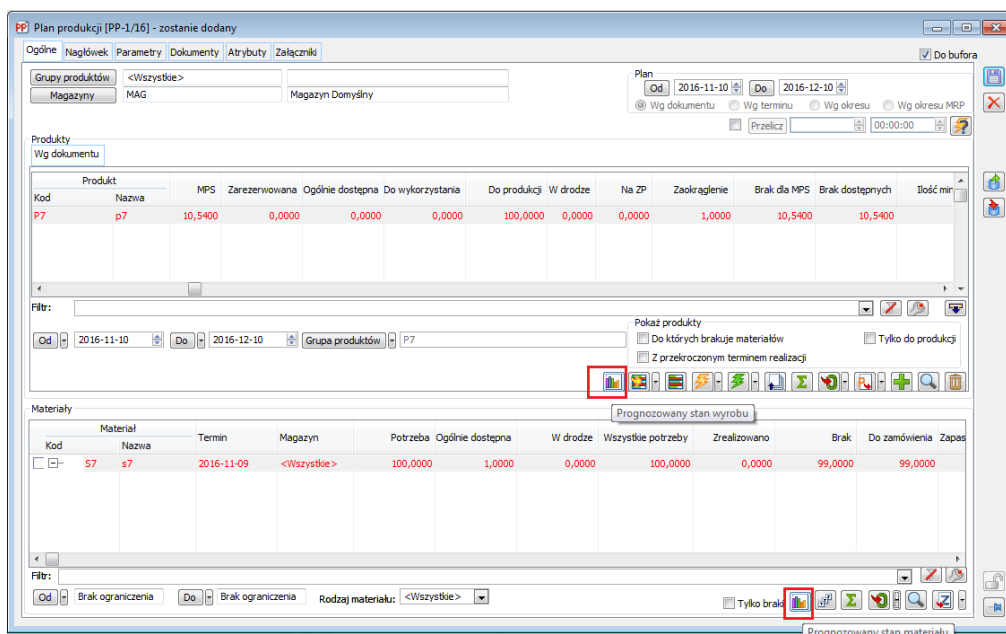 PP Plan produkcji [PP-1/16] - zostanie dodany
Ogólne Nagłówek Parametry Dokumenty Atrybuty Załączniki
Do bufora
Grupy produktów <Wszystkie>
Magazyny MAG Magazyn Domyślny
Plan
Od 2016-11-10 Do 2016-12-10
Wg dokumentu Wg terminu Wg okresu Wg okresu MRP
Przelicz 00:00:00
Produkty
Wg dokumentu
Produkt
Kod Nazwa MPS Zarezerwowana Ogólnie dostępna Do wykorzystania Do produkcji W drodze Na ZP Zaokrąglenie Brak dla MPS Brak dostępnych Ilość min
P7 p7 10,5400 0,0000 0,0000 0,0000 100,0000 0,0000 0,0000 1,0000 10,5400 10,5400
Filtr:
Pokaż produkty
Od 2016-11-10 Do 2016-12-10 Grupa produktów P7
Do których brakuje materiałów Tylko do produkcji
Z przekroczonym terminem realizacji
Prognozowany stan wyrobu
Materiały
Materiał
Kod Nazwa Termin Magazyn Potrzeba Ogólnie dostępna W drodze Wszystkie potrzeby Zrealizowano Brak Do zamówienia Zapas
S7 s7 2016-11-09 <Wszystkie> 100,0000 1,0000 0,0000 100,0000 0,0000 99,0000 99,0000
Filtr:
Od Brak ograniczenia Do Brak ograniczenia Rodzaj materiału: <Wszystkie>
Tylko braki
Prognozowany stan materiału